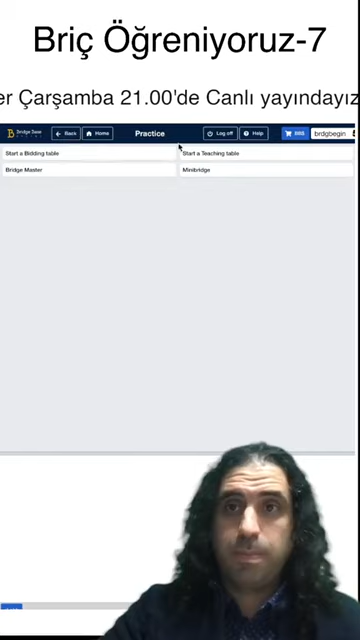 Briç Öğreniyoruz-7
er Çarşamba 21.00'de Canlı yayındayız
Bridge Base
Back
Home
Practice
Log off
Help
BB$
brdgbegin
Start a Bidding table
Start a Teaching table
Bridge Master
Minibridge